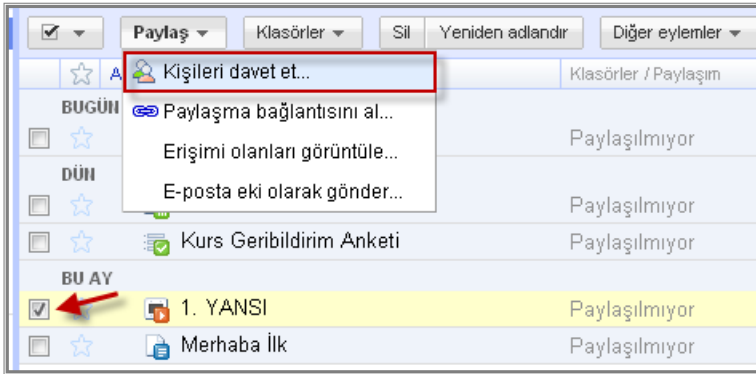 Paylaş Klasörler Sil Yeniden adlandır Diğer eylemler
A Klasörler / Paylaşım
Kişileri davet et...
BUGÜN
Paylaşma bağlantısını al...
Paylaşılmıyor
Erişimi olanları görüntüle...
DÜN
E-posta eki olarak gönder...
Paylaşılmıyor
Kurs Geribildirim Anketi Paylaşılmıyor
BU AY
1. YANSI Paylaşılmıyor
Merhaba İlk Paylaşılmıyor